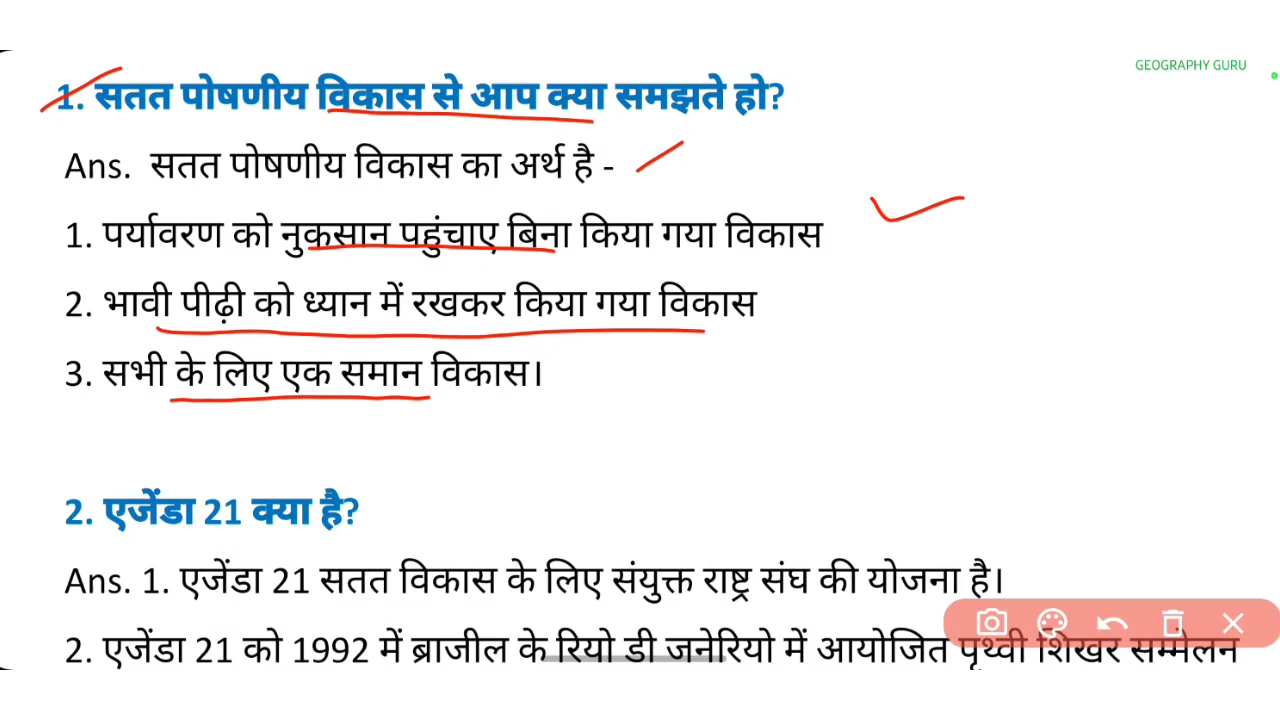 GEOGRAPHY GURU
1. सतत पोषणीय विकास से आप क्या समझते हो?
Ans. सतत पोषणीय विकास का अर्थ है -
1. पर्यावरण को नुकसान पहुंचाए बिना किया गया विकास
2. भावी पीढ़ी को ध्यान में रखकर किया गया विकास
3. सभी के लिए एक समान विकास।
2. एजेंडा 21 क्या है?
Ans. 1. एजेंडा 21 सतत विकास के लिए संयुक्त राष्ट्र संघ की योजना है।
2. एजेंडा 21 को 1992 में ब्राजील के रियो डी जनेरियो में आयोजित पृथ्वी शिखर सम्मेलन